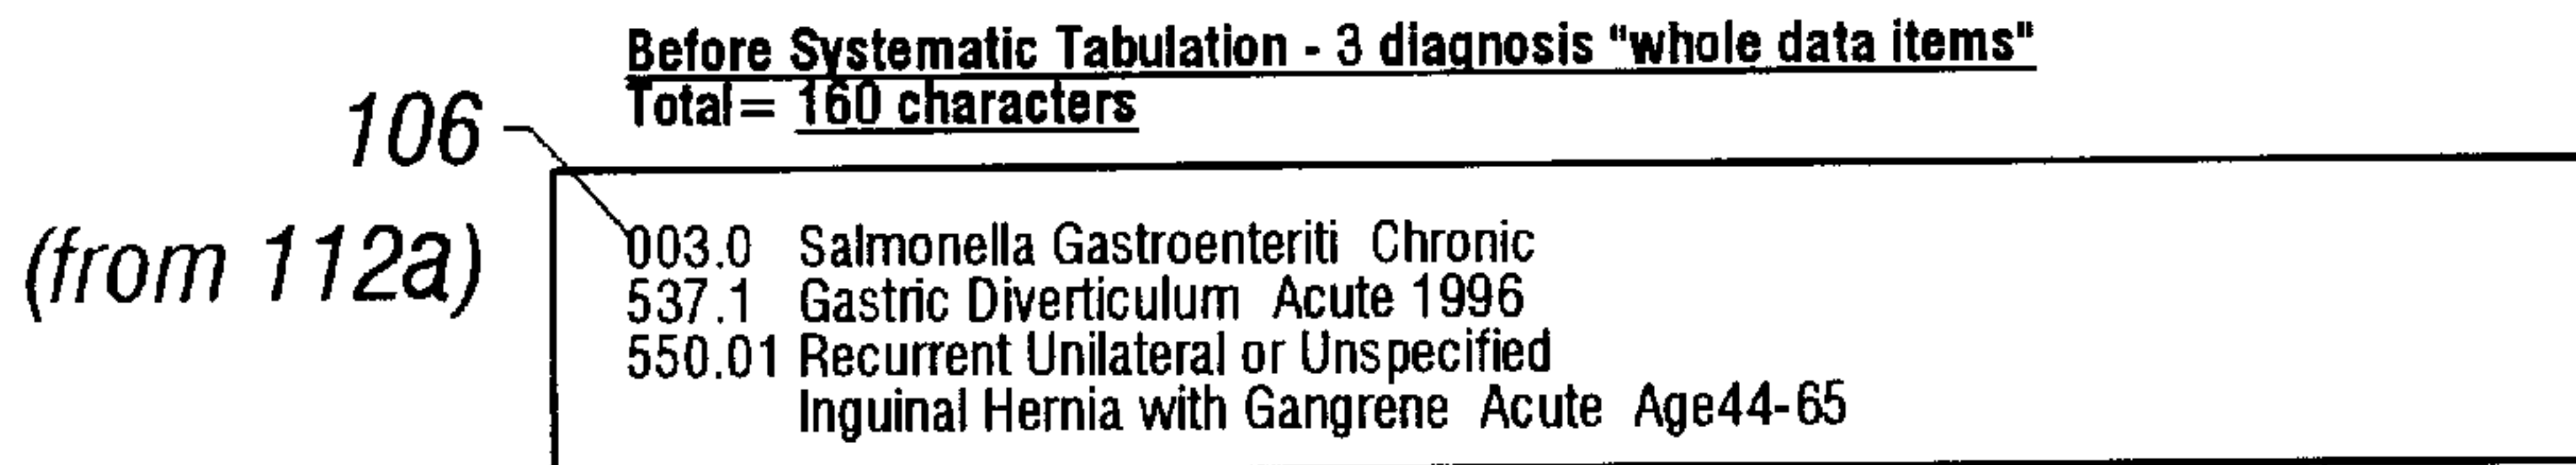 Before Systematic Tabulation - 3 diagnosis "whole data items"
Total= 160 characters
106
(from 112a)
003.0 Salmonella Gastroenteriti Chronic
537.1 Gastric Diverticulum Acute 1996
550.01 Recurrent Unilateral or Unspecified
Inguinal Hernia with Gangrene Acute Age44-65